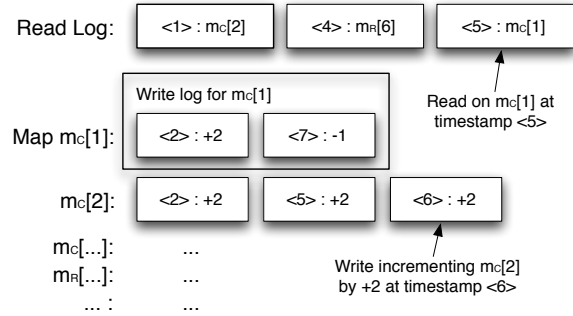 Read Log: <1> : mC[2] <4> : mR[6] <5> : mC[1]
Write log for mC[1]
Read on mC[1] at
timestamp <5>
Map mC[1]: <2> : +2 <7> : -1
mC[2]: <2> : +2 <5> : +2 <6> : +2
mC[...]: ...
mR[...]: ...
... : ...
Write incrementing mC[2]
by +2 at timestamp <6>